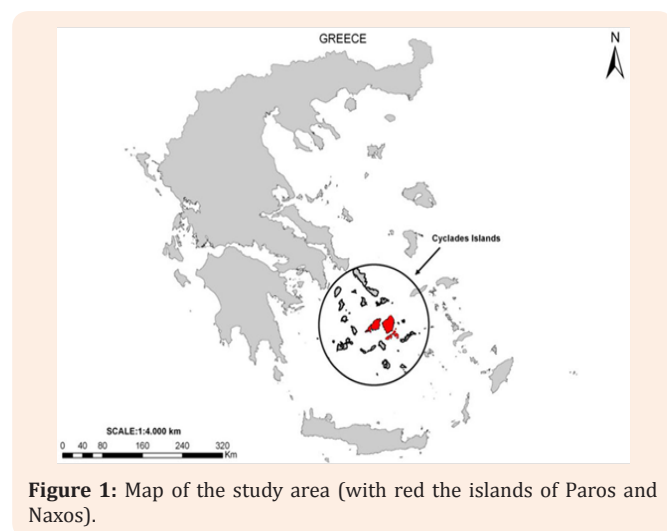 GREECE
N
Cyclades Islands
SCALE:1:4.000 km
0 40 80 160 240 320
Km
Figure 1: Map of the study area (with red the islands of Paros and
Naxos).